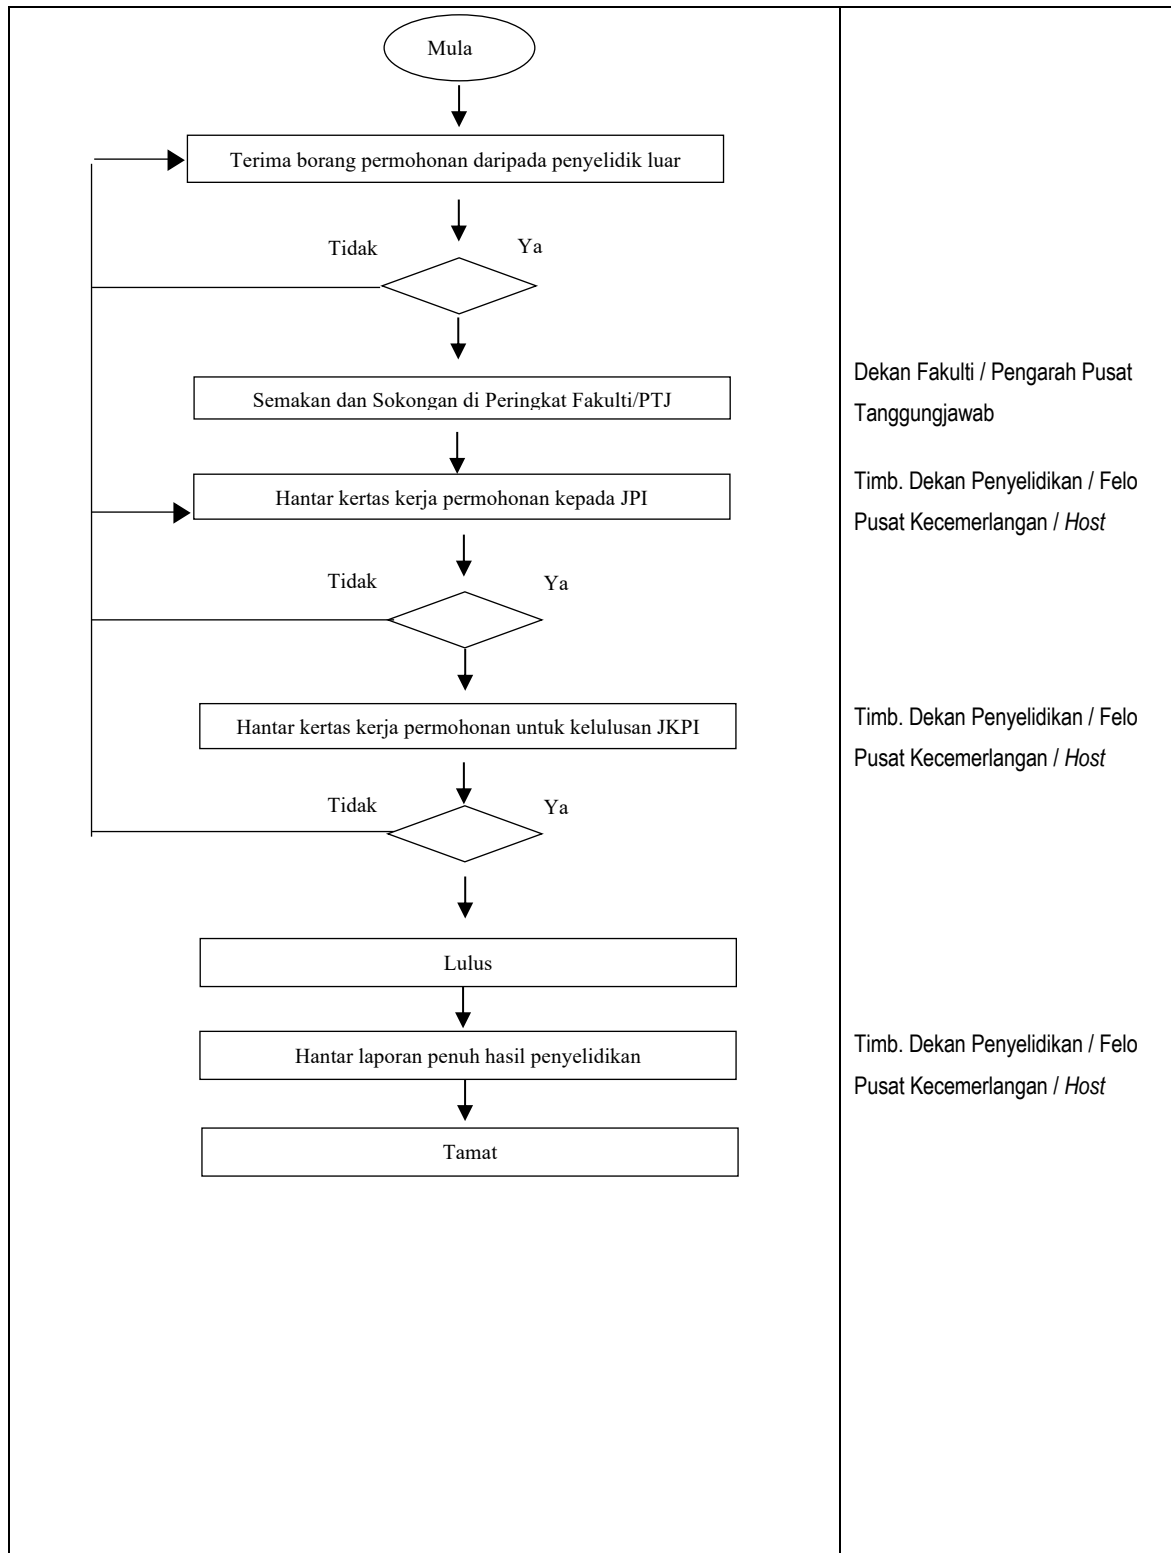 Mula
Terima borang permohonan daripada penyelidik luar
Tidak
Ya
Semakan dan Sokongan di Peringkat Fakulti/PTJ
Dekan Fakulti / Pengarah Pusat
Tanggungjawab
Hantar kertas kerja permohonan kepada JPI
Timb. Dekan Penyelidikan / Felo
Pusat Kecemerlangan / Host
Tidak
Ya
Hantar kertas kerja permohonan untuk kelulusan JKPI
Timb. Dekan Penyelidikan / Felo
Pusat Kecemerlangan / Host
Tidak
Ya
Lulus
Hantar laporan penuh hasil penyelidikan
Timb. Dekan Penyelidikan / Felo
Pusat Kecemerlangan / Host
Tamat